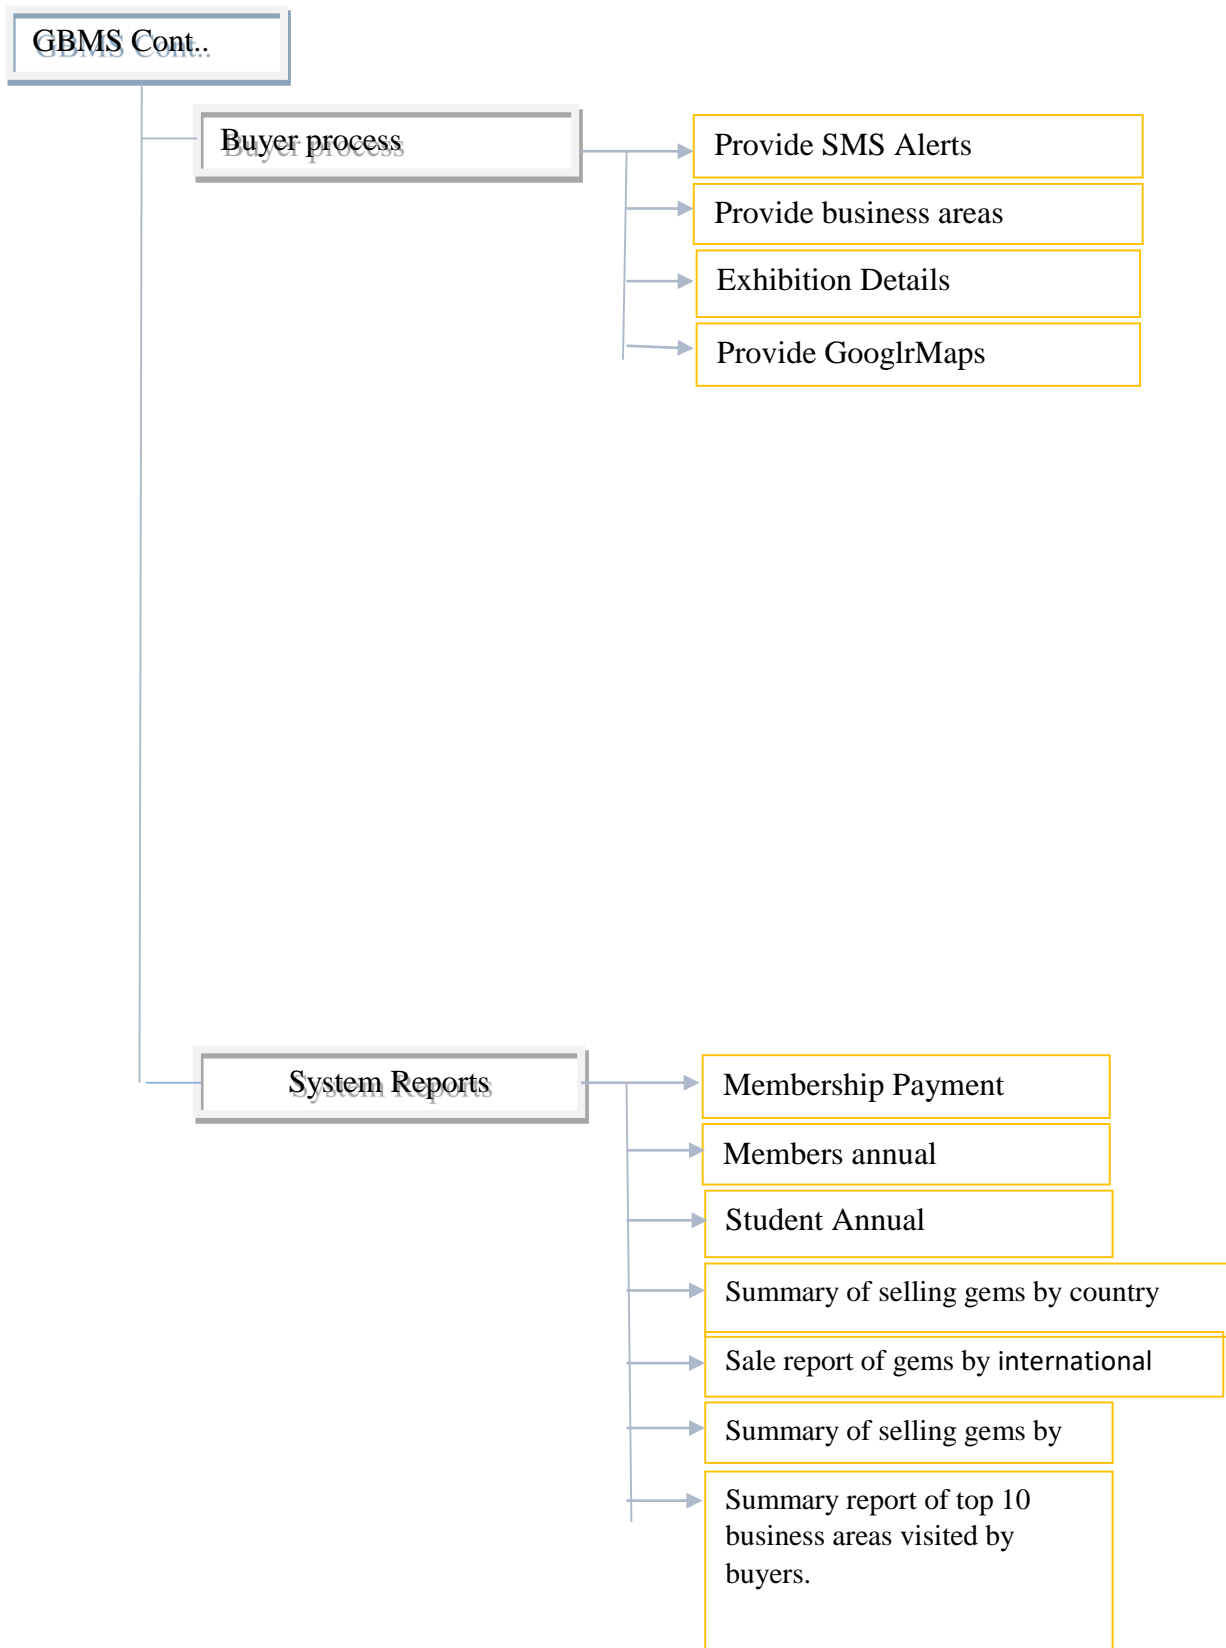 GBMS Cont..
Buyer process
Provide SMS Alerts
Provide business areas
Exhibition Details
Provide GooglrMaps
System Reports
Membership Payment
Members annual
Student Annual
Summary of selling gems by country
Sale report of gems by international
Summary of selling gems by
Summary report of top 10
business areas visited by
buyers.